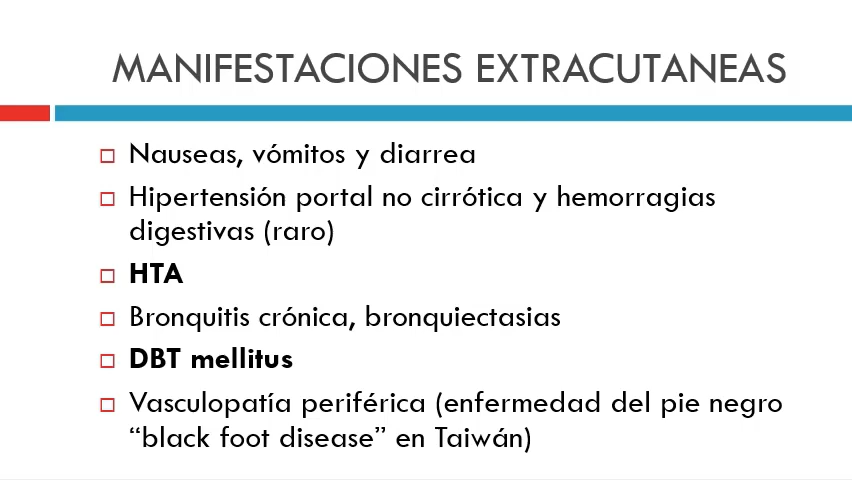 MANIFESTACIONES EXTRACUTANEAS
Nauseas, vómitos y diarrea
Hipertensión portal no cirrótica y hemorragias
digestivas (raro)
HTA
Bronquitis crónica, bronquiectasias
DBT mellitus
Vasculopatía periférica (enfermedad del pie negro
“black foot disease” en Taiwán)